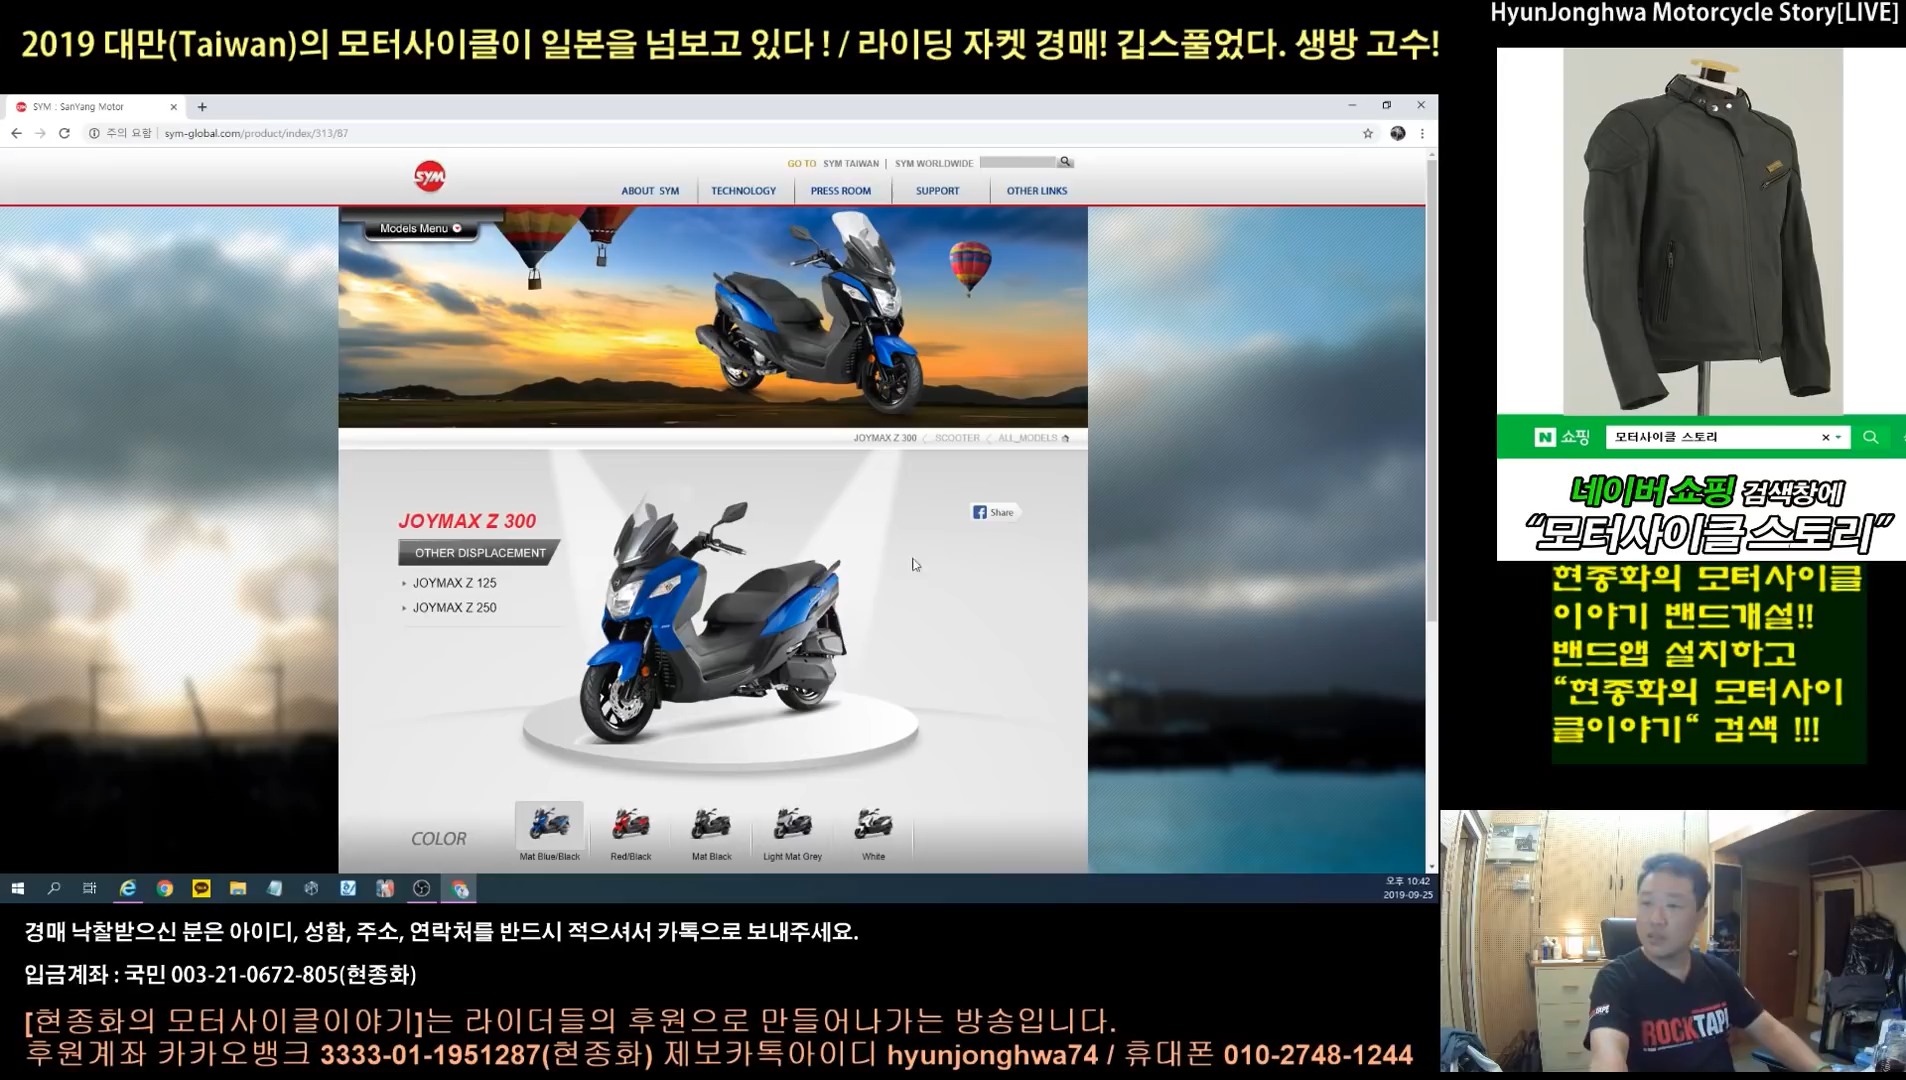 HyunJonghwa Motorcycle Story[LIVE]
2019 대만(Taiwan)의 모터사이클이 일본을 넘보고 있다 ! / 라이딩 자켓 경매! 깁스풀었다. 생방 고수!
SYM : SanYang Motor
주의 요함 | sym-global.com/product/index/313/87
GO TO SYM TAIWAN | SYM WORLDWIDE
SYM
ABOUT SYM
TECHNOLOGY
PRESS ROOM
SUPPORT
OTHER LINKS
Models Menu
JOYMAX Z 300 SCOOTER ALL_MODELS
JOYMAX Z 300
Share
OTHER DISPLACEMENT
JOYMAX Z 125
JOYMAX Z 250
COLOR
Mat Blue/Black
Red/Black
Mat Black
Light Mat Grey
White
오후 10:42
2019-09-25
N 쇼핑 모터사이클 스토리
네이버 쇼핑 검색창에
“모터사이클 스토리”
현종화의 모터사이클
이야기 밴드개설!!
밴드앱 설치하고
“현종화의 모터사이
클이야기“ 검색 !!!
ROCKTAPE
경매 낙찰받으신 분은 아이디, 성함, 주소, 연락처를 반드시 적으셔서 카톡으로 보내주세요.
입금계좌 : 국민 003-21-0672-805(현종화)
[현종화의 모터사이클이야기]는 라이더들의 후원으로 만들어나가는 방송입니다.
후원계좌 카카오뱅크 3333-01-1951287(현종화) 제보카톡아이디 hyunjonghwa74 / 휴대폰 010-2748-1244